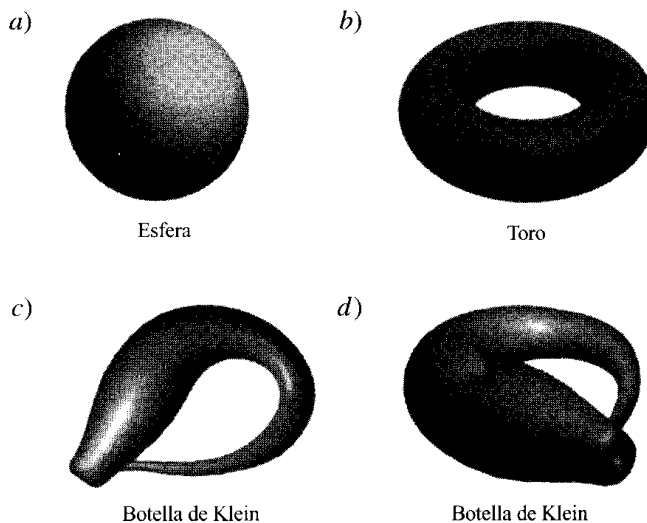 a)
b)
Esfera
Toro
c)
d)
Botella de Klein
Botella de Klein